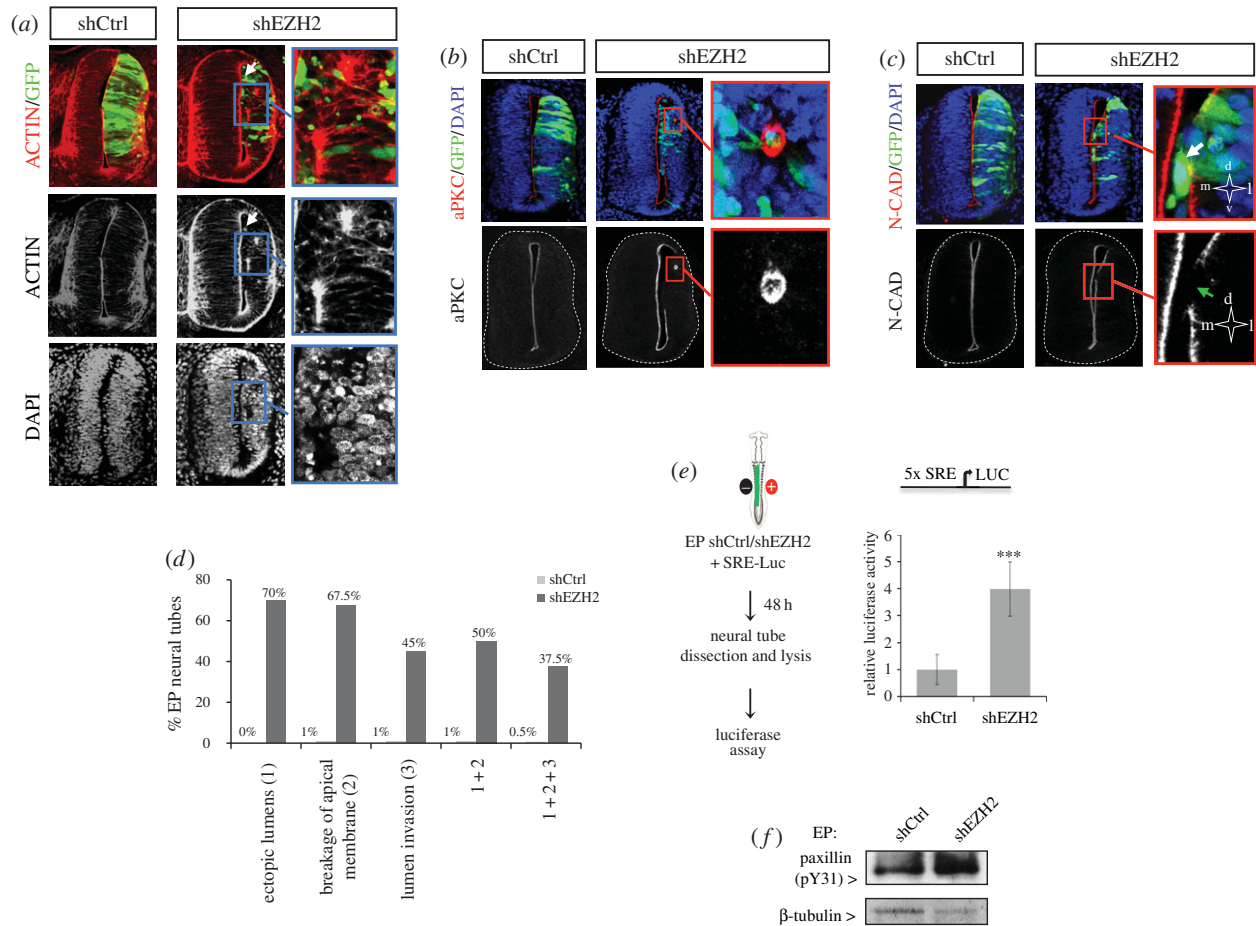 (a)
shCtrl
shEZH2
ACTIN/GFP
ACTIN
DAPI
(b)
shCtrl
shEZH2
aPKC/GFP/DAPI
aPKC
(c)
shCtrl
shEZH2
N-CAD/GFP/DAPI
N-CAD
d
m
l
v
d
m
l
v
(d)
shCtrl
shEZH2
% EP neural tubes
80
60
40
20
0
0%
70%
1%
67.5%
1%
45%
1%
50%
0.5%
37.5%
ectopic lumens (1)
breakage of apical
membrane (2)
lumen invasion (3)
1 + 2
1 + 2 + 3
(e)
–
+
EP shCtrl/shEZH2
+ SRE-Luc
48 h
neural tube
dissection and lysis
luciferase
assay
5x SRE LUC
relative luciferase activity
6
5
4
3
2
1
0
***
shCtrl
shEZH2
(f)
EP:
shCtrl
shEZH2
paxillin
(pY31) >
β-tubulin >